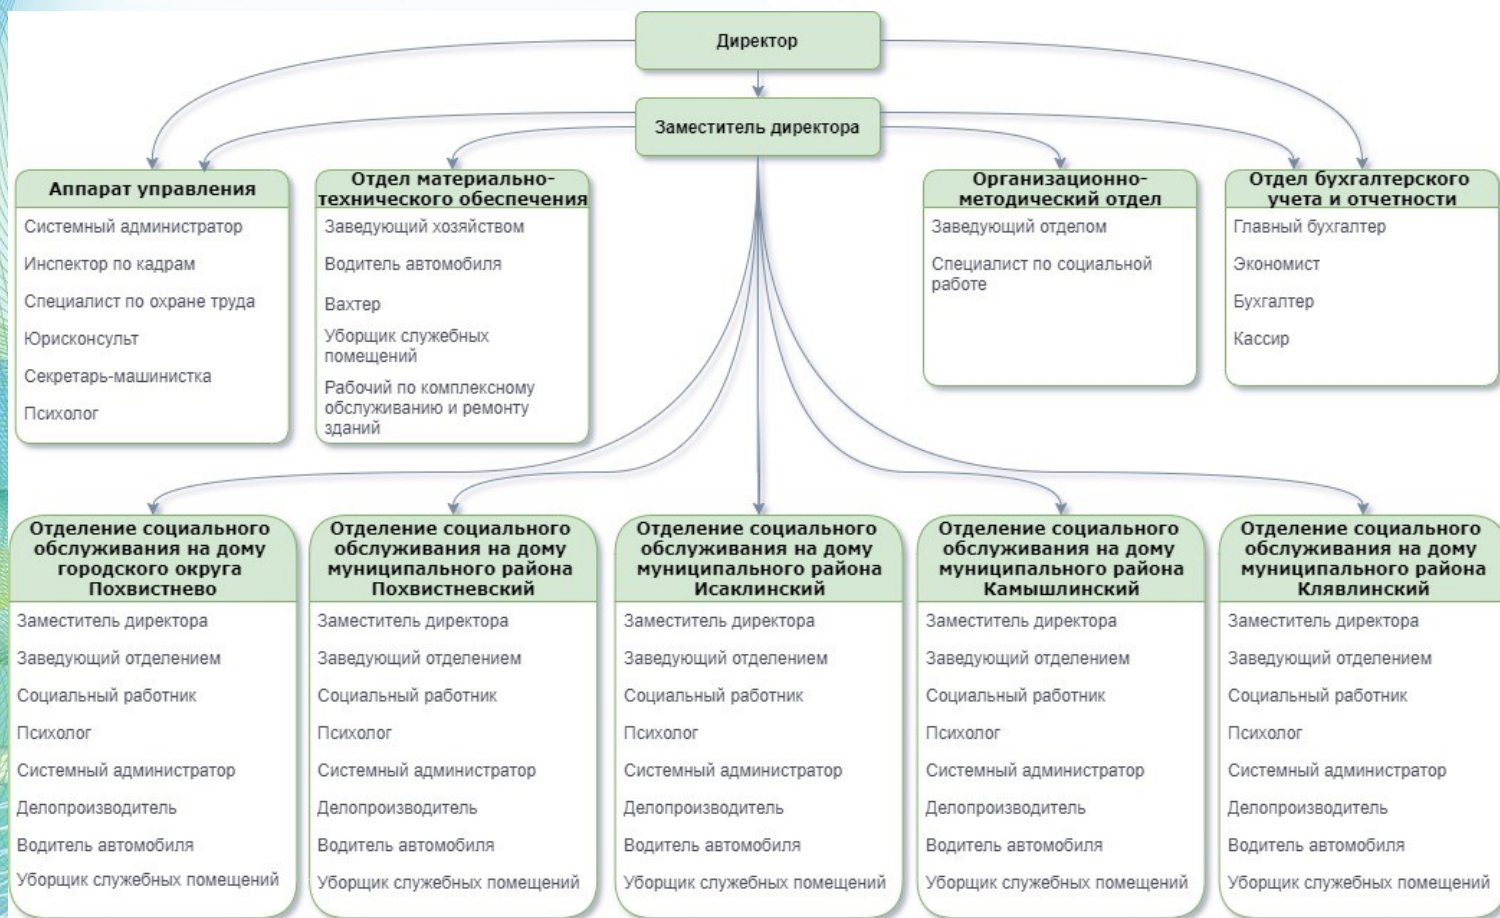 Директор
Заместитель директора
Аппарат управления
Системный администратор
Инспектор по кадрам
Специалист по охране труда
Юрисконсульт
Секретарь-машинистка
Психолог
Отдел материально-
технического обеспечения
Заведующий хозяйством
Водитель автомобиля
Вахтер
Уборщик служебных
помещений
Рабочий по комплексному
обслуживанию и ремонту
зданий
Организационно-
методический отдел
Заведующий отделом
Специалист по социальной
работе
Отдел бухгалтерского
учета и отчетности
Главный бухгалтер
Экономист
Бухгалтер
Кассир
Отделение социального
обслуживания на дому
городского округа
Похвистнево
Заместитель директора
Заведующий отделением
Социальный работник
Психолог
Системный администратор
Делопроизводитель
Водитель автомобиля
Уборщик служебных помещений
Отделение социального
обслуживания на дому
муниципального района
Похвистневский
Заместитель директора
Заведующий отделением
Социальный работник
Психолог
Системный администратор
Делопроизводитель
Водитель автомобиля
Уборщик служебных помещений
Отделение социального
обслуживания на дому
муниципального района
Исаклинский
Заместитель директора
Заведующий отделением
Социальный работник
Психолог
Системный администратор
Делопроизводитель
Водитель автомобиля
Уборщик служебных помещений
Отделение социального
обслуживания на дому
муниципального района
Камышлинский
Заместитель директора
Заведующий отделением
Социальный работник
Психолог
Системный администратор
Делопроизводитель
Водитель автомобиля
Уборщик служебных помещений
Отделение социального
обслуживания на дому
муниципального района
Клявлинский
Заместитель директора
Заведующий отделением
Социальный работник
Психолог
Системный администратор
Делопроизводитель
Водитель автомобиля
Уборщик служебных помещений